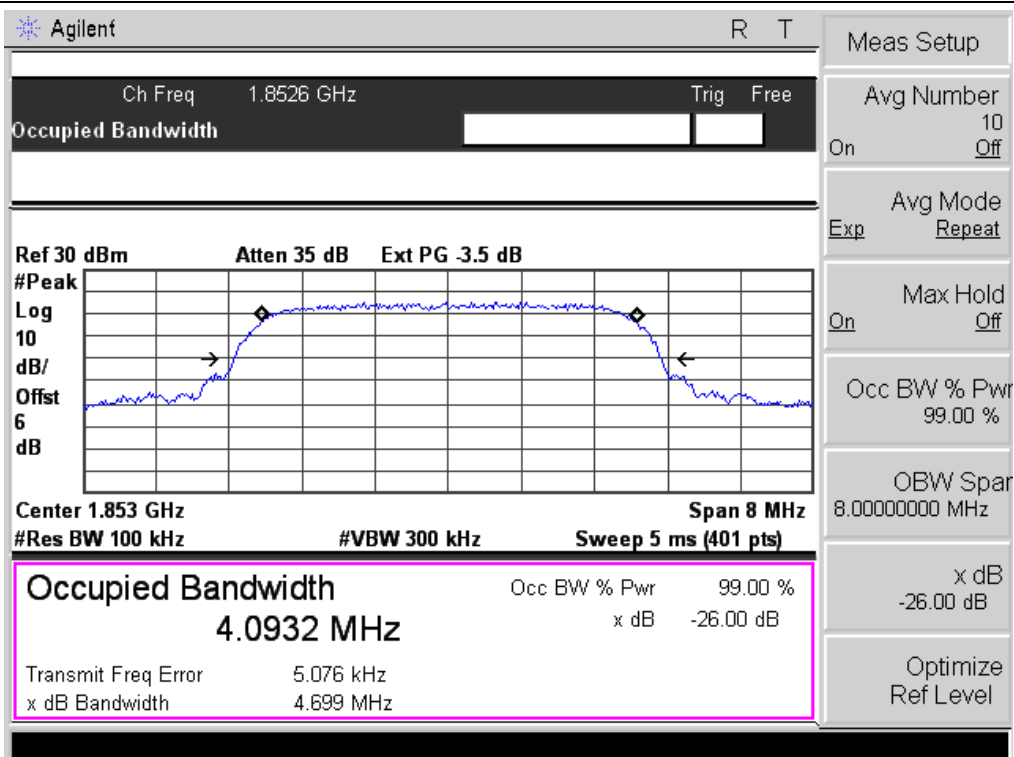 Agilent R T
Ch Freq 1.8526 GHz Trig Free
Occupied Bandwidth
Ref 30 dBm Atten 35 dB Ext PG -3.5 dB
#Peak
Log
10
dB/
Offst
6
dB
Center 1.853 GHz Span 8 MHz
#Res BW 100 kHz #VBW 300 kHz Sweep 5 ms (401 pts)
Occupied Bandwidth Occ BW % Pwr 99.00 %
4.0932 MHz x dB -26.00 dB
Transmit Freq Error 5.076 kHz
x dB Bandwidth 4.699 MHz
Meas Setup
Avg Number
10
On Off
Avg Mode
Exp Repeat
Max Hold
On Off
Occ BW % Pwr
99.00 %
OBW Span
8.00000000 MHz
x dB
-26.00 dB
Optimize
Ref Level